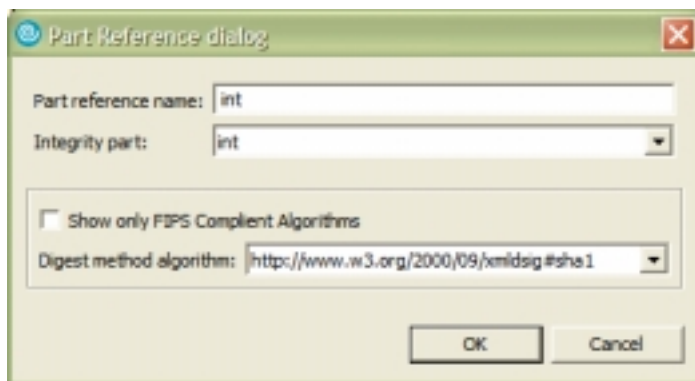 Part Reference dialog
Part reference name: int
Integrity part: int
Show only FIPS Complient Algorithms
Digest method algorithm: http://www.w3.org/2000/09/xmldsig#sha1
OK Cancel